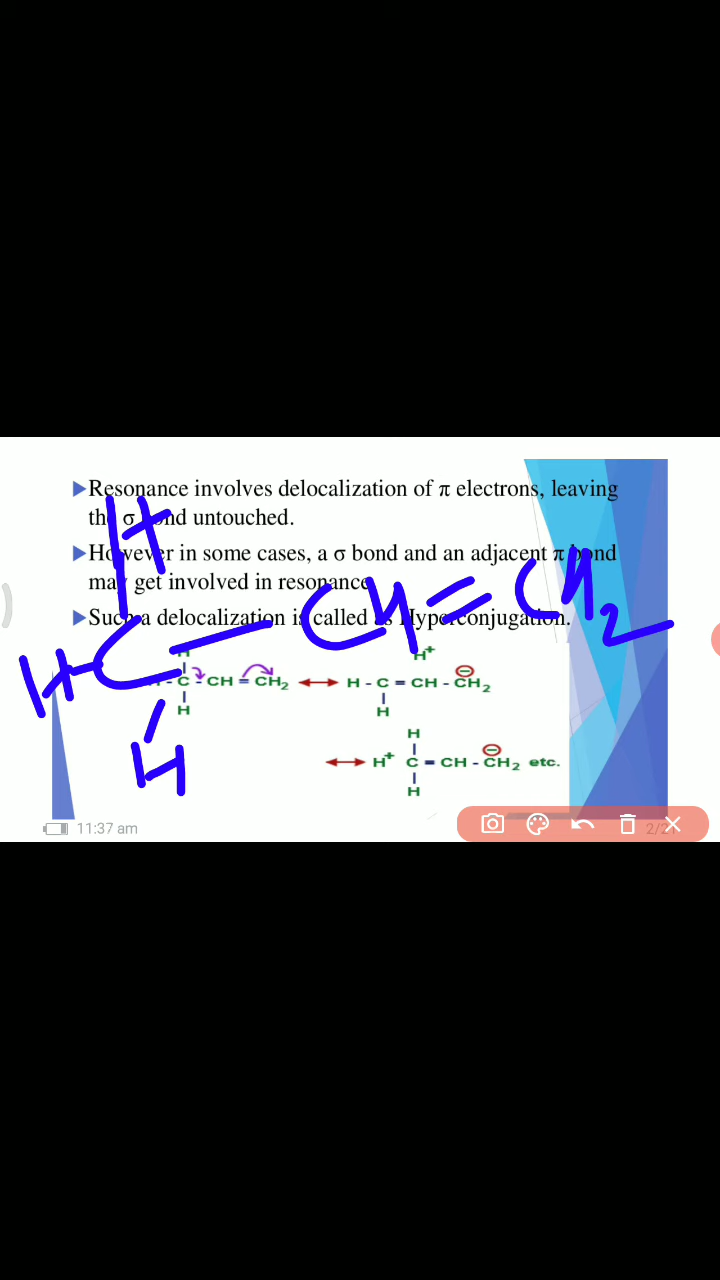 ▶Resonance involves delocalization of π electrons, leaving
the σ bond untouched.
▶However in some cases, a σ bond and an adjacent π bond
may get involved in resonance
▶Such a delocalization is called as Hyperconjugation.
H
H C — CH = CH2
H
H H⁺ ⊖
- C - CH = CH2 ⟷ H - C = CH - CH2
H H
H
⟷ H⁺ C = CH - CH2 etc.
⊖
H
11:37 am